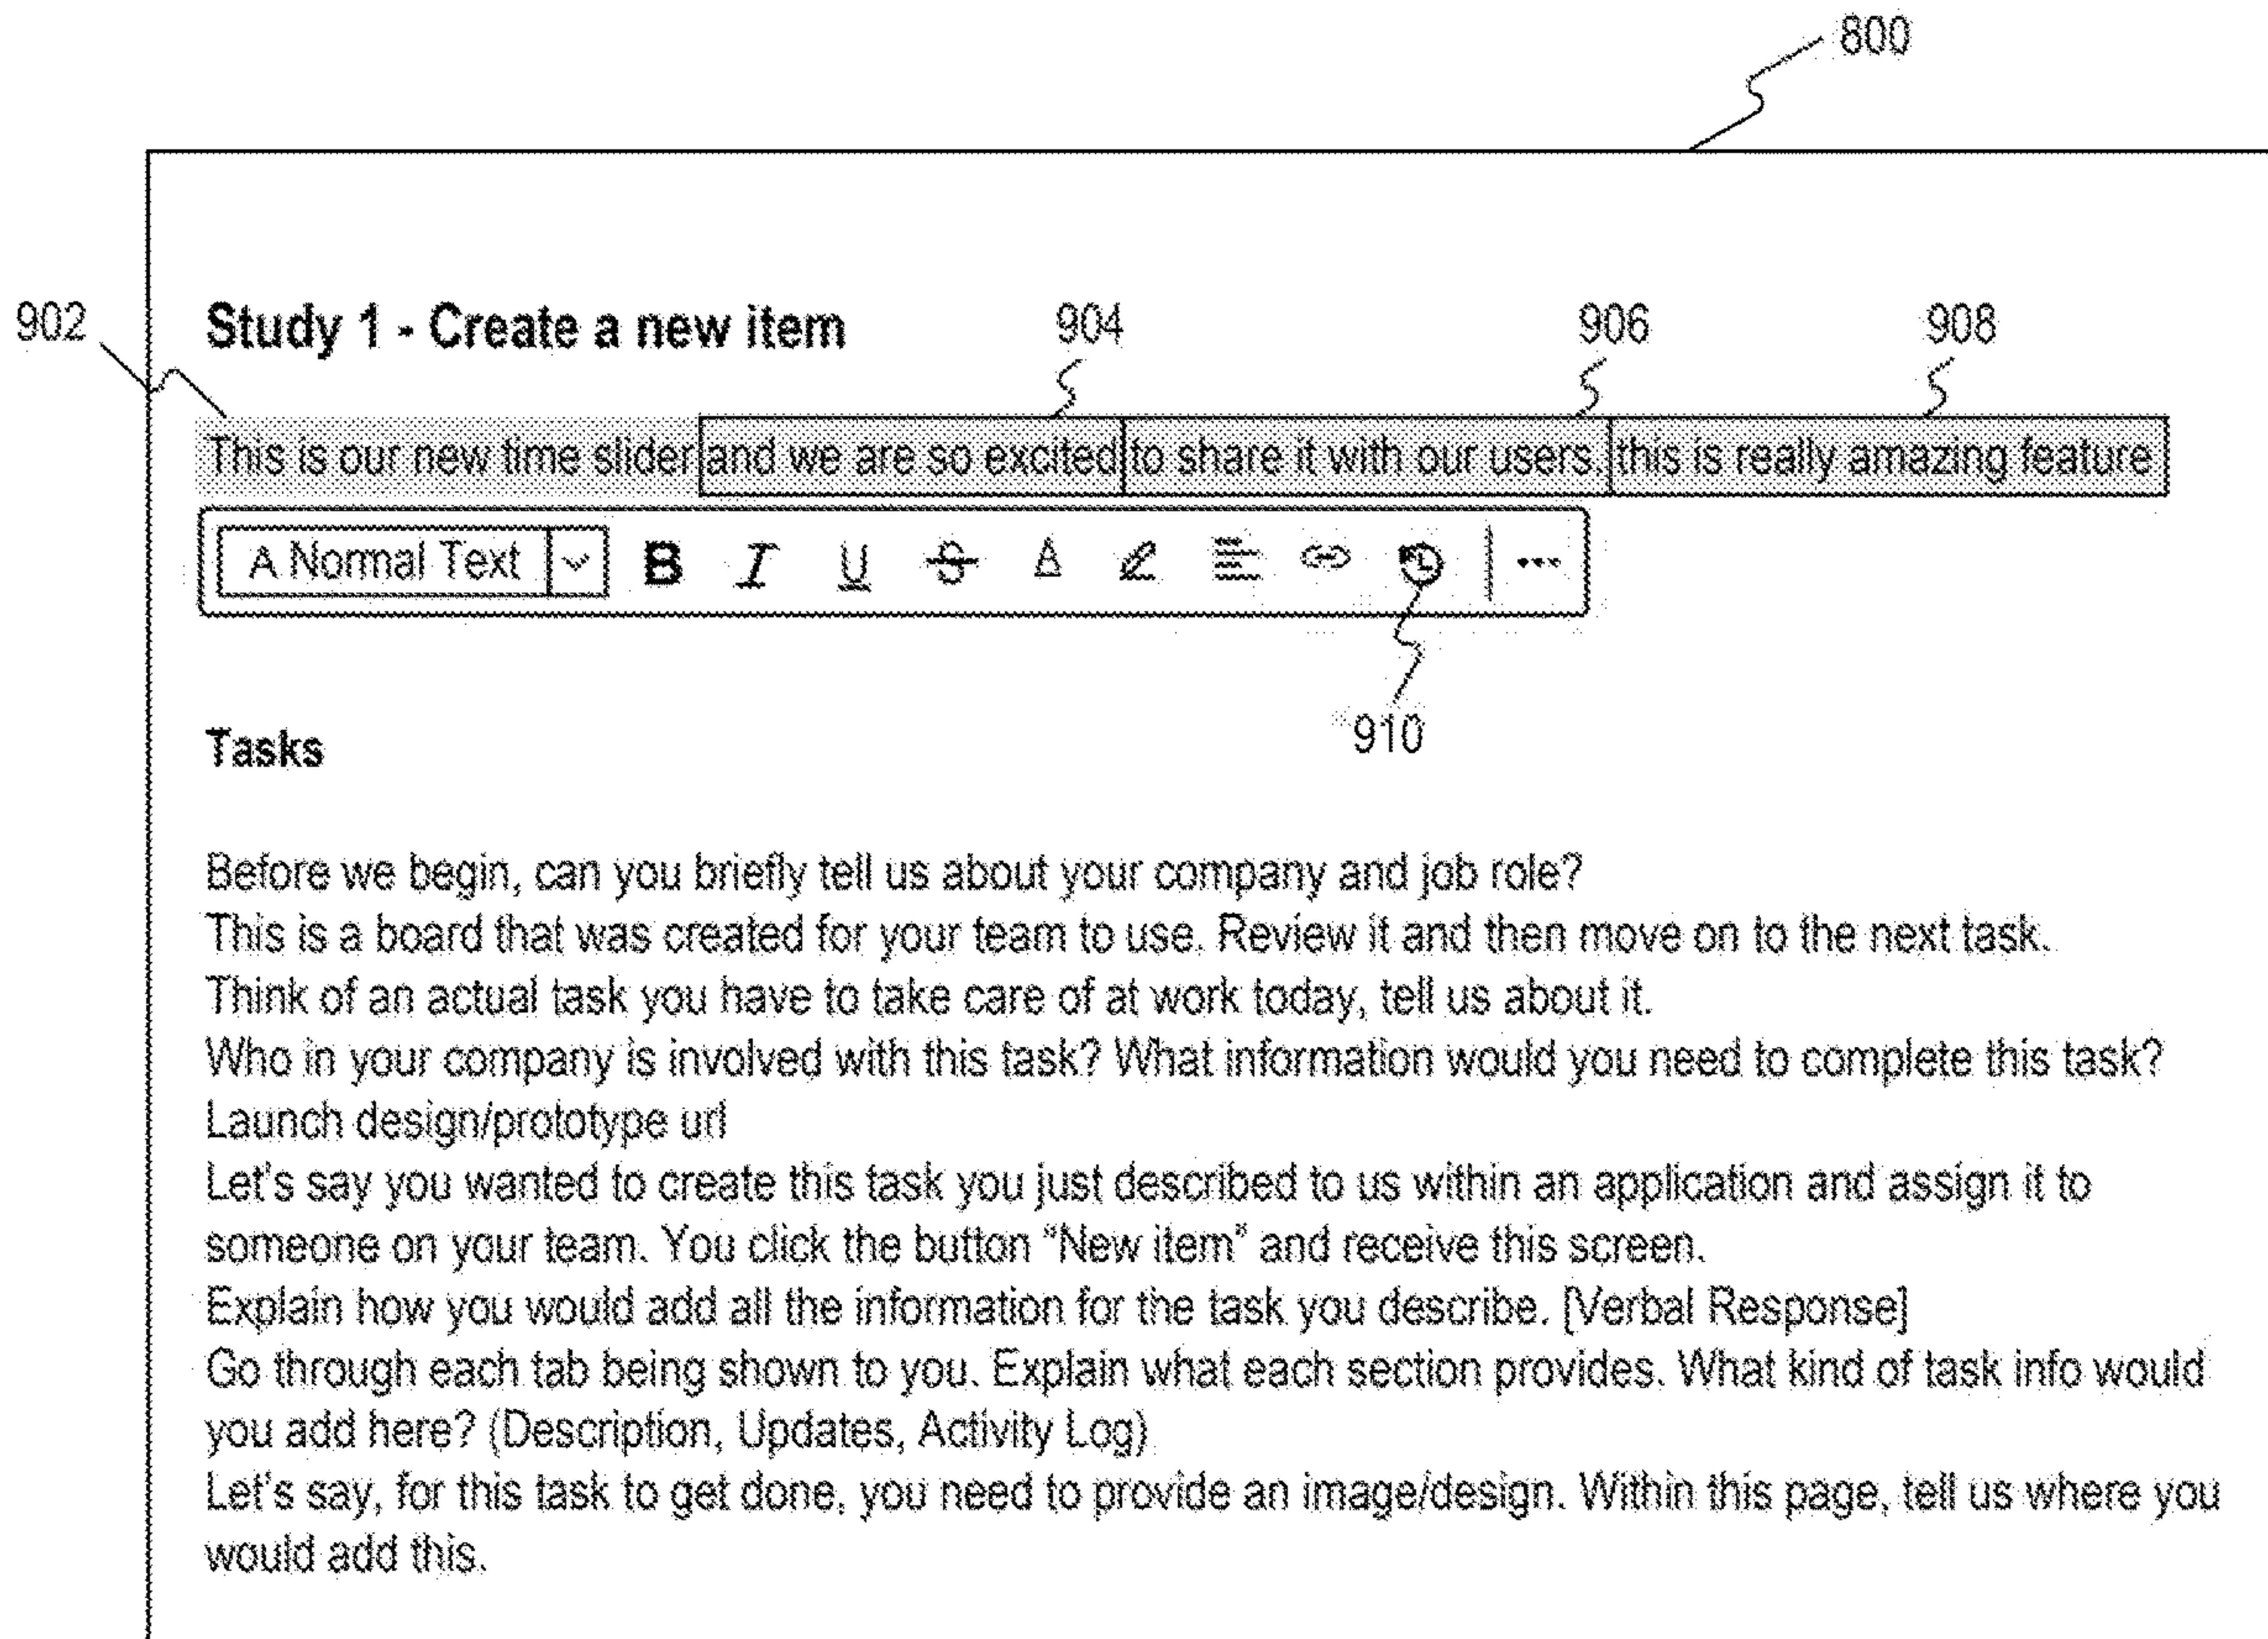 800
902
Study 1 - Create a new item
904
906
908
This is our new time slider and we are so excited to share it with our users, this is really amazing feature
A Normal Text B I U S A ...
910
Tasks
Before we begin, can you briefly tell us about your company and job role?
This is a board that was created for your team to use. Review it and then move on to the next task.
Think of an actual task you have to take care of at work today, tell us about it.
Who in your company is involved with this task? What information would you need to complete this task?
Launch design/prototype url
Let's say you wanted to create this task you just described to us within an application and assign it to
someone on your team. You click the button “New item” and receive this screen.
Explain how you would add all the information for the task you describe. [Verbal Response]
Go through each tab being shown to you. Explain what each section provides. What kind of task info would
you add here? (Description, Updates, Activity Log)
Let's say, for this task to get done, you need to provide an image/design. Within this page, tell us where you
would add this.